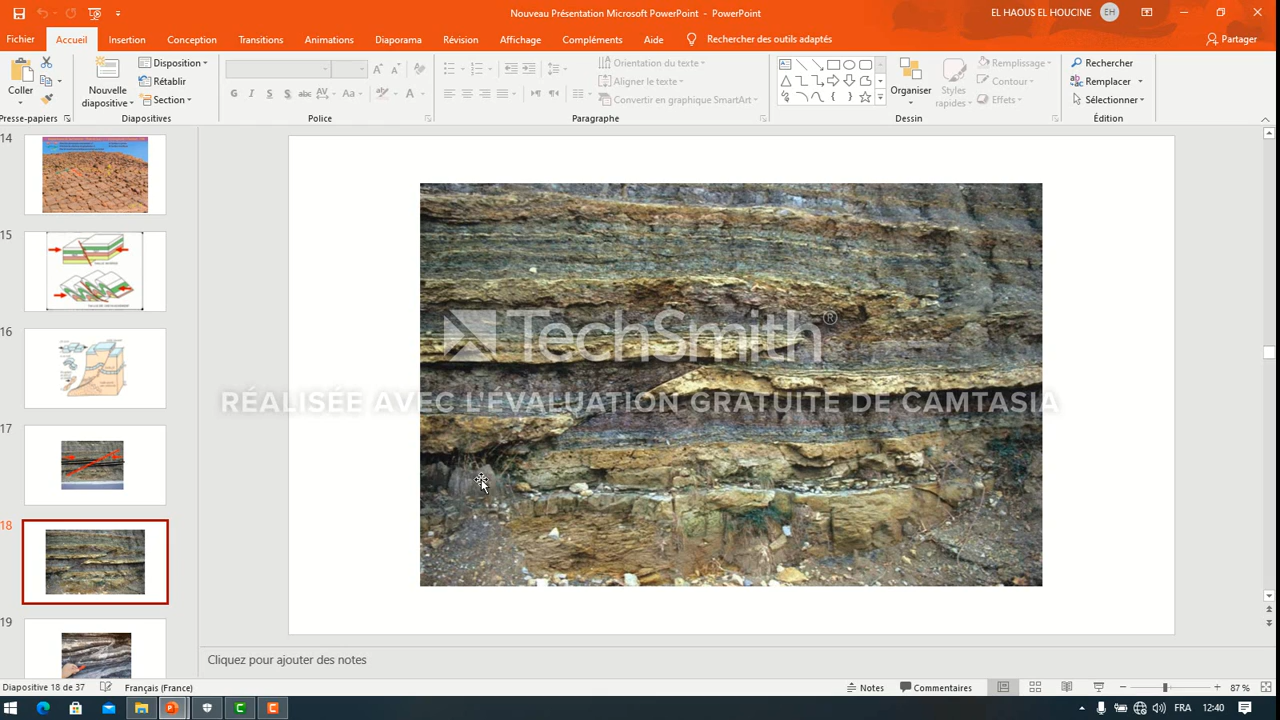 Nouveau Présentation Microsoft PowerPoint - PowerPoint
EL HAOUS EL HOUCINE
EH
Fichier
Accueil
Insertion
Conception
Transitions
Animations
Diaporama
Révision
Affichage
Compléments
Aide
Rechercher des outils adaptés
Partager
Coller
Presse-papiers
Nouvelle
diapositive
Disposition
Rétablir
Section
Diapositives
G I S S abc AV Aa A
Police
Orientation du texte
Aligner le texte
Convertir en graphique SmartArt
Paragraphe
Organiser
Styles
rapides
Remplissage
Contour
Effets
Dessin
Rechercher
Remplacer
Sélectionner
Édition
14
15
16
17
18
19
TechSmith®
RÉALISÉE AVEC L'ÉVALUATION GRATUITE DE CAMTASIA
Cliquez pour ajouter des notes
Diapositive 18 de 37
Français (France)
Notes
Commentaires
87 %
FRA
12:40